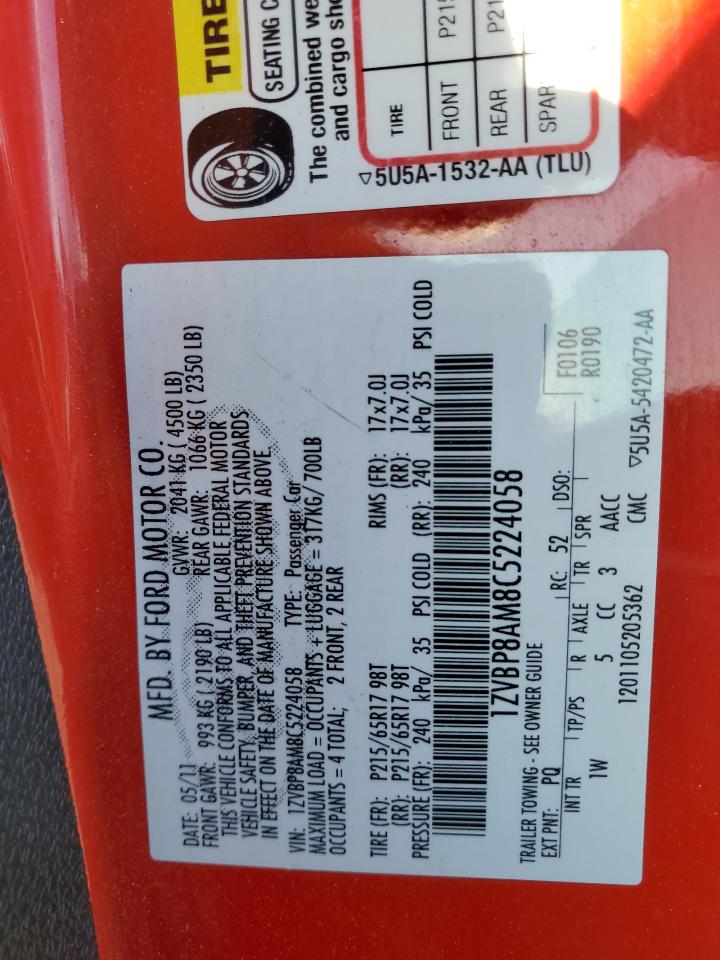 TIRE
SEATING C
The combined we
and cargo sho
TIRE
FRONT P215
REAR P21
SPAR
▽5U5A-1532-AA (TLU)
MFD. BY FORD MOTOR CO.
DATE: 05/11 GVWR: 2041 KG ( 4500 LB)
FRONT GAWR: 993 KG ( 2190 LB) REAR GAWR: 1066 KG ( 2350 LB)
THIS VEHICLE CONFORMS TO ALL APPLICABLE FEDERAL MOTOR
VEHICLE SAFETY, BUMPER, AND THEFT PREVENTION STANDARDS
IN EFFECT ON THE DATE OF MANUFACTURE SHOWN ABOVE.
VIN: 1ZVBP8AM8C5224058 TYPE: Passenger Car
MAXIMUM LOAD = OCCUPANTS + LUGGAGE = 317KG/ 700LB
OCCUPANTS = 4 TOTAL; 2 FRONT, 2 REAR
TIRE (FR): P215/65R17 98T RIMS (FR): 17x7.0J
(RR): P215/65R17 98T (RR): 17x7.0J
PRESSURE (FR): 240 kPa/ 35 PSI COLD (RR): 240 kPa/ 35 PSI COLD
1ZVBP8AM8C5224058
TRAILER TOWING - SEE OWNER GUIDE
EXT PNT: PQ RC: 52 DSO:
F0106
R0190
INT TR TP/PS R AXLE TR SPR
1W 5 CC 3 AACC
1201105205362 CMC
▽5U5A-5420472-AA